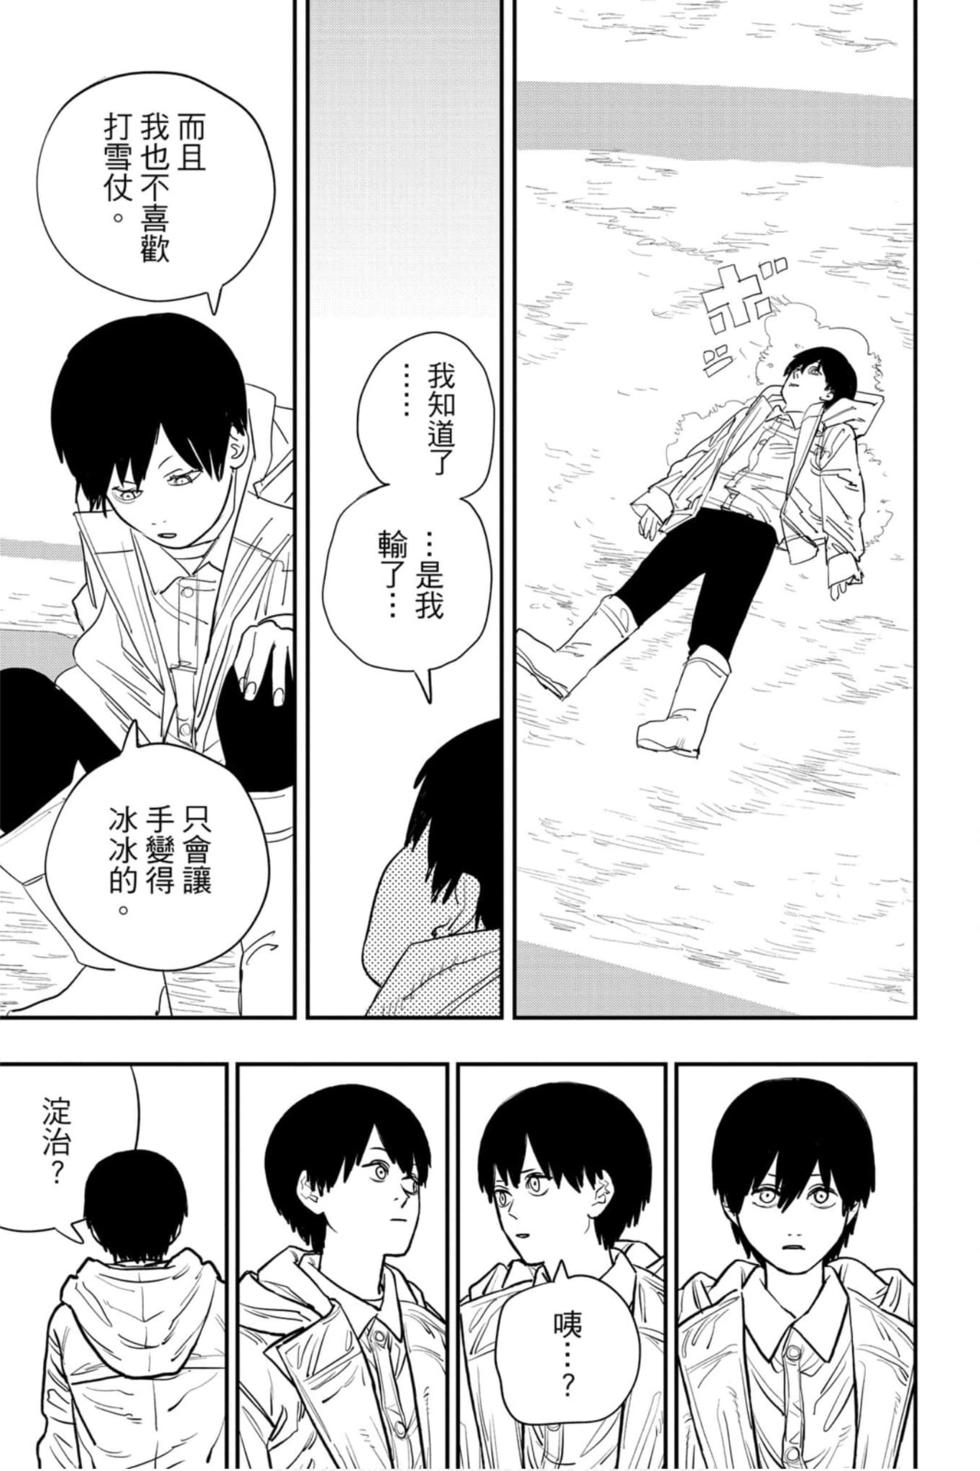 ボ
我知道了
……
…是我
輸了…
而且
我也不喜歡
打雪仗。
只會讓
手變得
冰冰的。
咦……？
淀治？